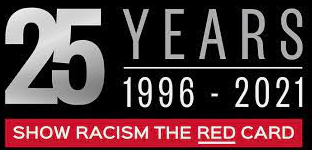 25 YEARS
1996 - 2021
SHOW RACISM THE RED CARD